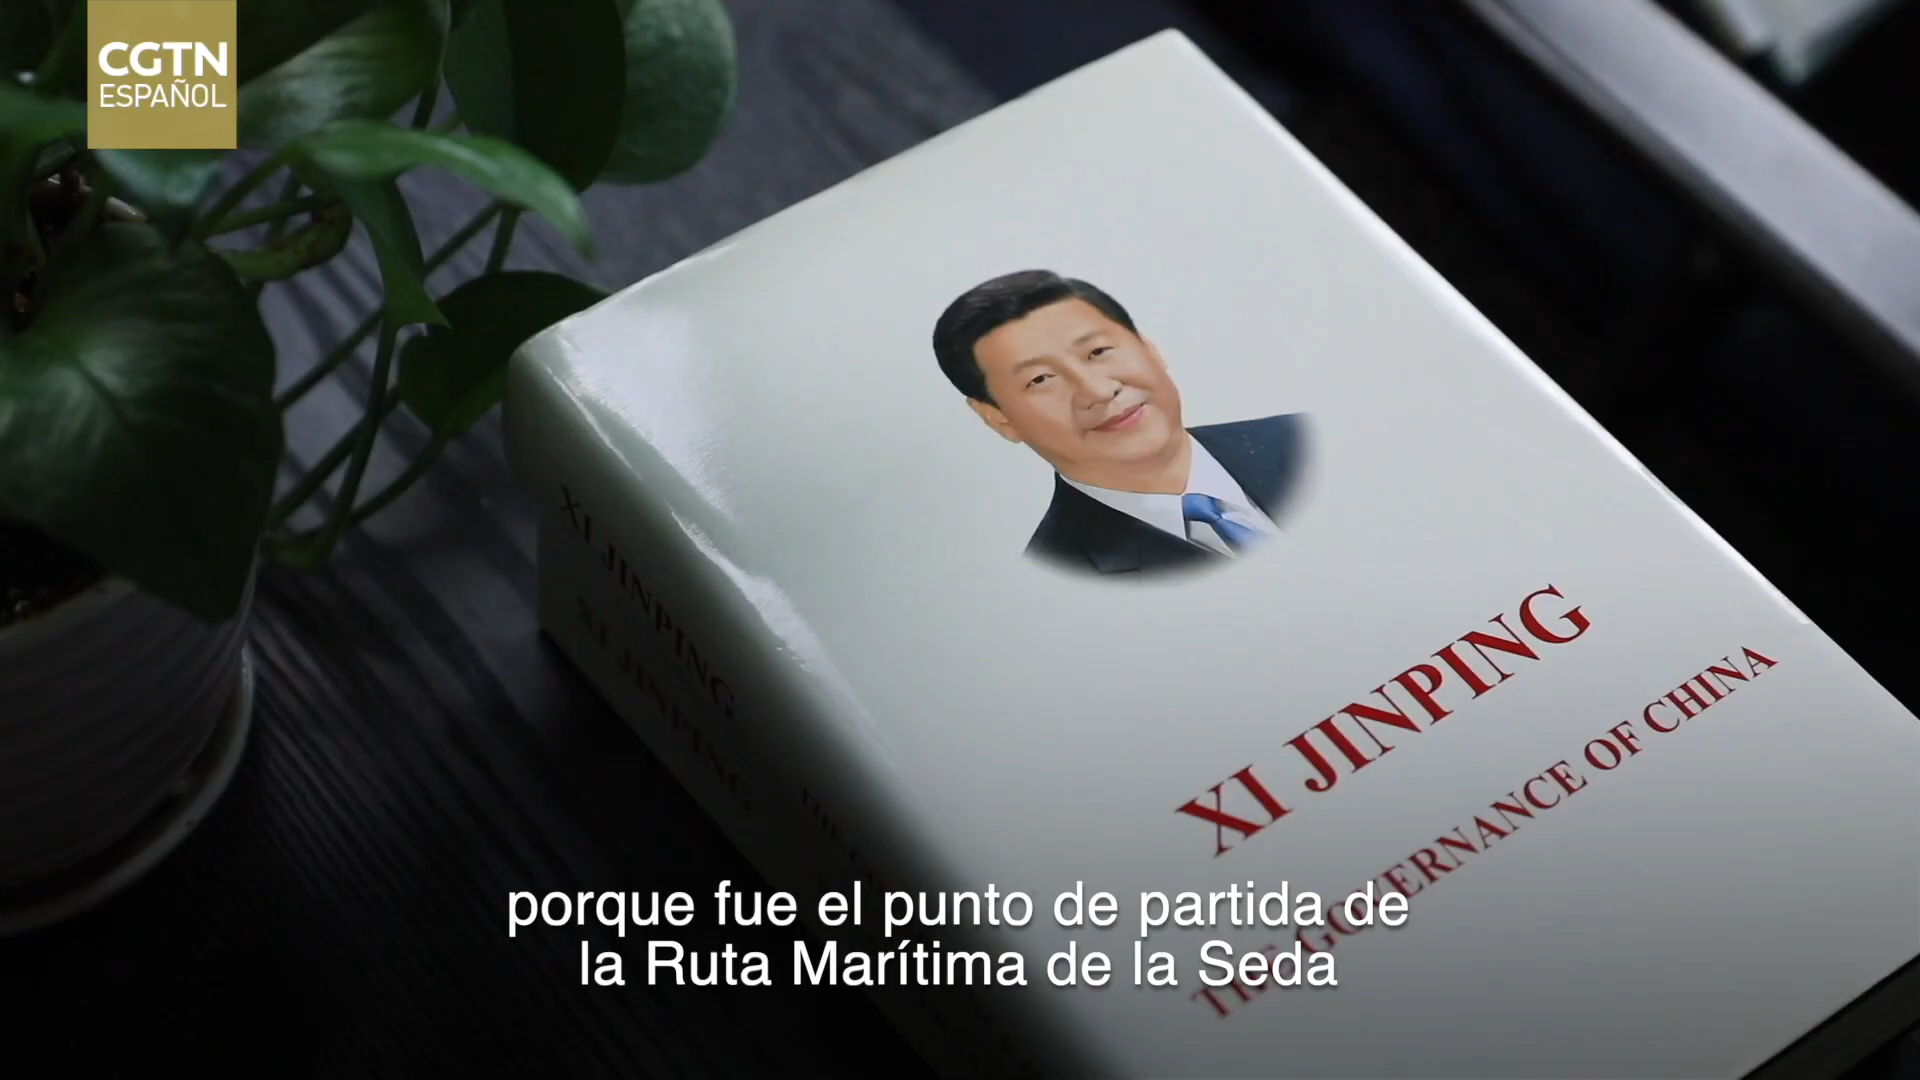 CGTN
ESPAÑOL
XI JINPING
THE GOVERNANCE OF CHINA
XI JINPING
XI JINPING
porque fue el punto de partida de
la Ruta Marítima de la Seda